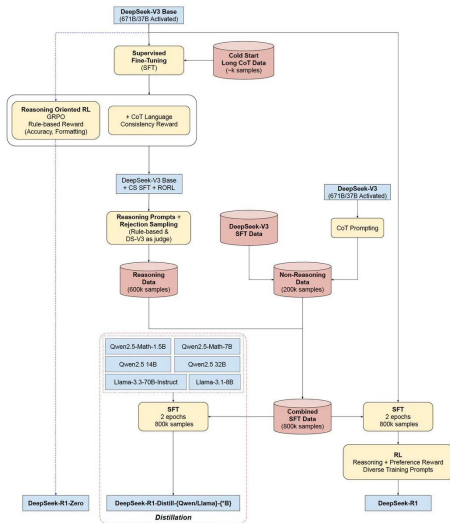 DeepSeek-V3 Base
(671B/37B Activated)
Supervised
Fine-Tuning
(SFT)
Cold Start
Long CoT Data
(~k samples)
Reasoning Oriented RL
GRPO
Rule-based Reward
(Accuracy, Formatting)
+ CoT Language
Consistency Reward
DeepSeek-V3 Base
+ CS SFT + RORL
DeepSeek-V3
(671B/37B Activated)
Reasoning Prompts +
Rejection Sampling
(Rule-based &
DS-V3 as judge)
DeepSeek-V3
SFT Data
CoT Prompting
Reasoning
Data
(600k samples)
Non-Reasoning
Data
(200k samples)
Qwen2.5-Math-1.5B
Qwen2.5-Math-7B
Qwen2.5 14B
Qwen2.5 32B
Llama-3.3-70B-Instruct
Llama-3.1-8B
SFT
2 epochs
800k samples
Combined
SFT Data
(800k samples)
SFT
2 epochs
800k samples
RL
Reasoning + Preference Reward
Diverse Training Prompts
DeepSeek-R1-Zero
DeepSeek-R1-Distill-(Qwen/Llama)-(*B)
DeepSeek-R1
Distillation